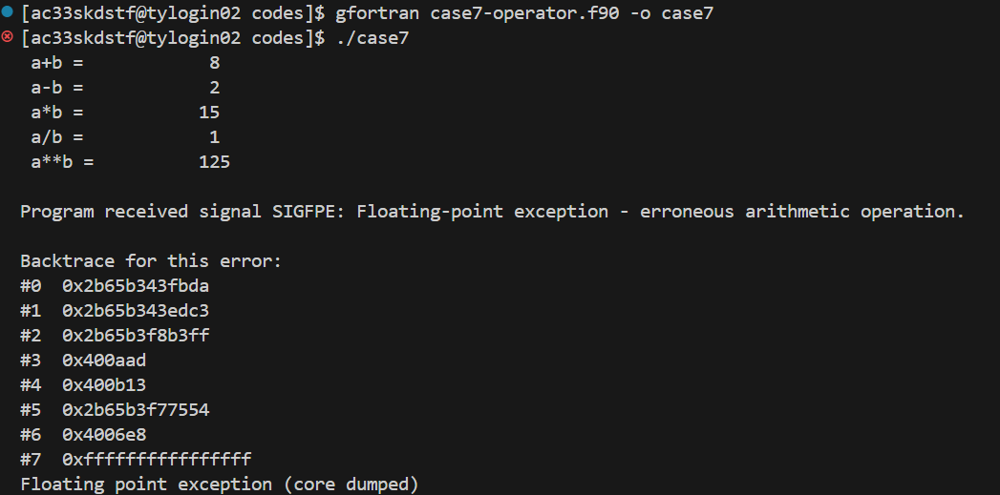 [ac33skdstf@tylogin02 codes]$ gfortran case7-operator.f90 -o case7
[ac33skdstf@tylogin02 codes]$ ./case7
 a+b =            8
 a-b =            2
 a*b =           15
 a/b =            1
 a**b =          125

Program received signal SIGFPE: Floating-point exception - erroneous arithmetic operation.

Backtrace for this error:
#0  0x2b65b343fbda
#1  0x2b65b343edc3
#2  0x2b65b3f8b3ff
#3  0x400aad
#4  0x400b13
#5  0x2b65b3f77554
#6  0x4006e8
#7  0xffffffffffffffff
Floating point exception (core dumped)